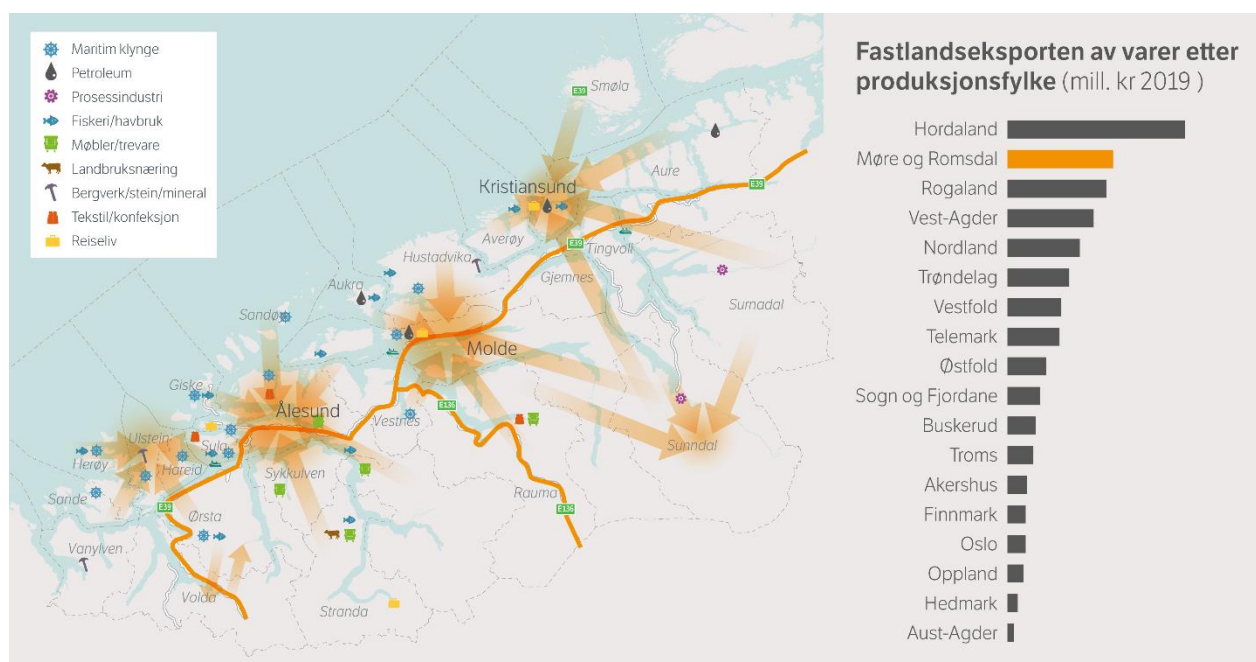 Maritim klynge
Petroleum
Prosessindustri
Fiskeri/havbruk
Møbler/trevare
Landbruksnæring
Bergverk/stein/mineral
Tekstil/konfeksjon
Reiseliv
E39
Smøla
Aure
E39
Kristiansund
Averøy
E39
Tingvoll
Hustadvika
Gjemnes
Aukra
Surnadal
Sandøy
Molde
Giske
Ålesund
E136
Vestnes
Ulstein
Sula
Sunndal
Herøy
Hareid
Sykkulven
Sande
Rauma
E39
Ørsta
E136
Vanylven
Volda
Stranda
Fastlandseksporten av varer etter
produksjonsfylke (mill. kr 2019 )
Hordaland
Møre og Romsdal
Rogaland
Vest-Agder
Nordland
Trøndelag
Vestfold
Telemark
Østfold
Sogn og Fjordane
Buskerud
Troms
Akershus
Finnmark
Oslo
Oppland
Hedmark
Aust-Agder